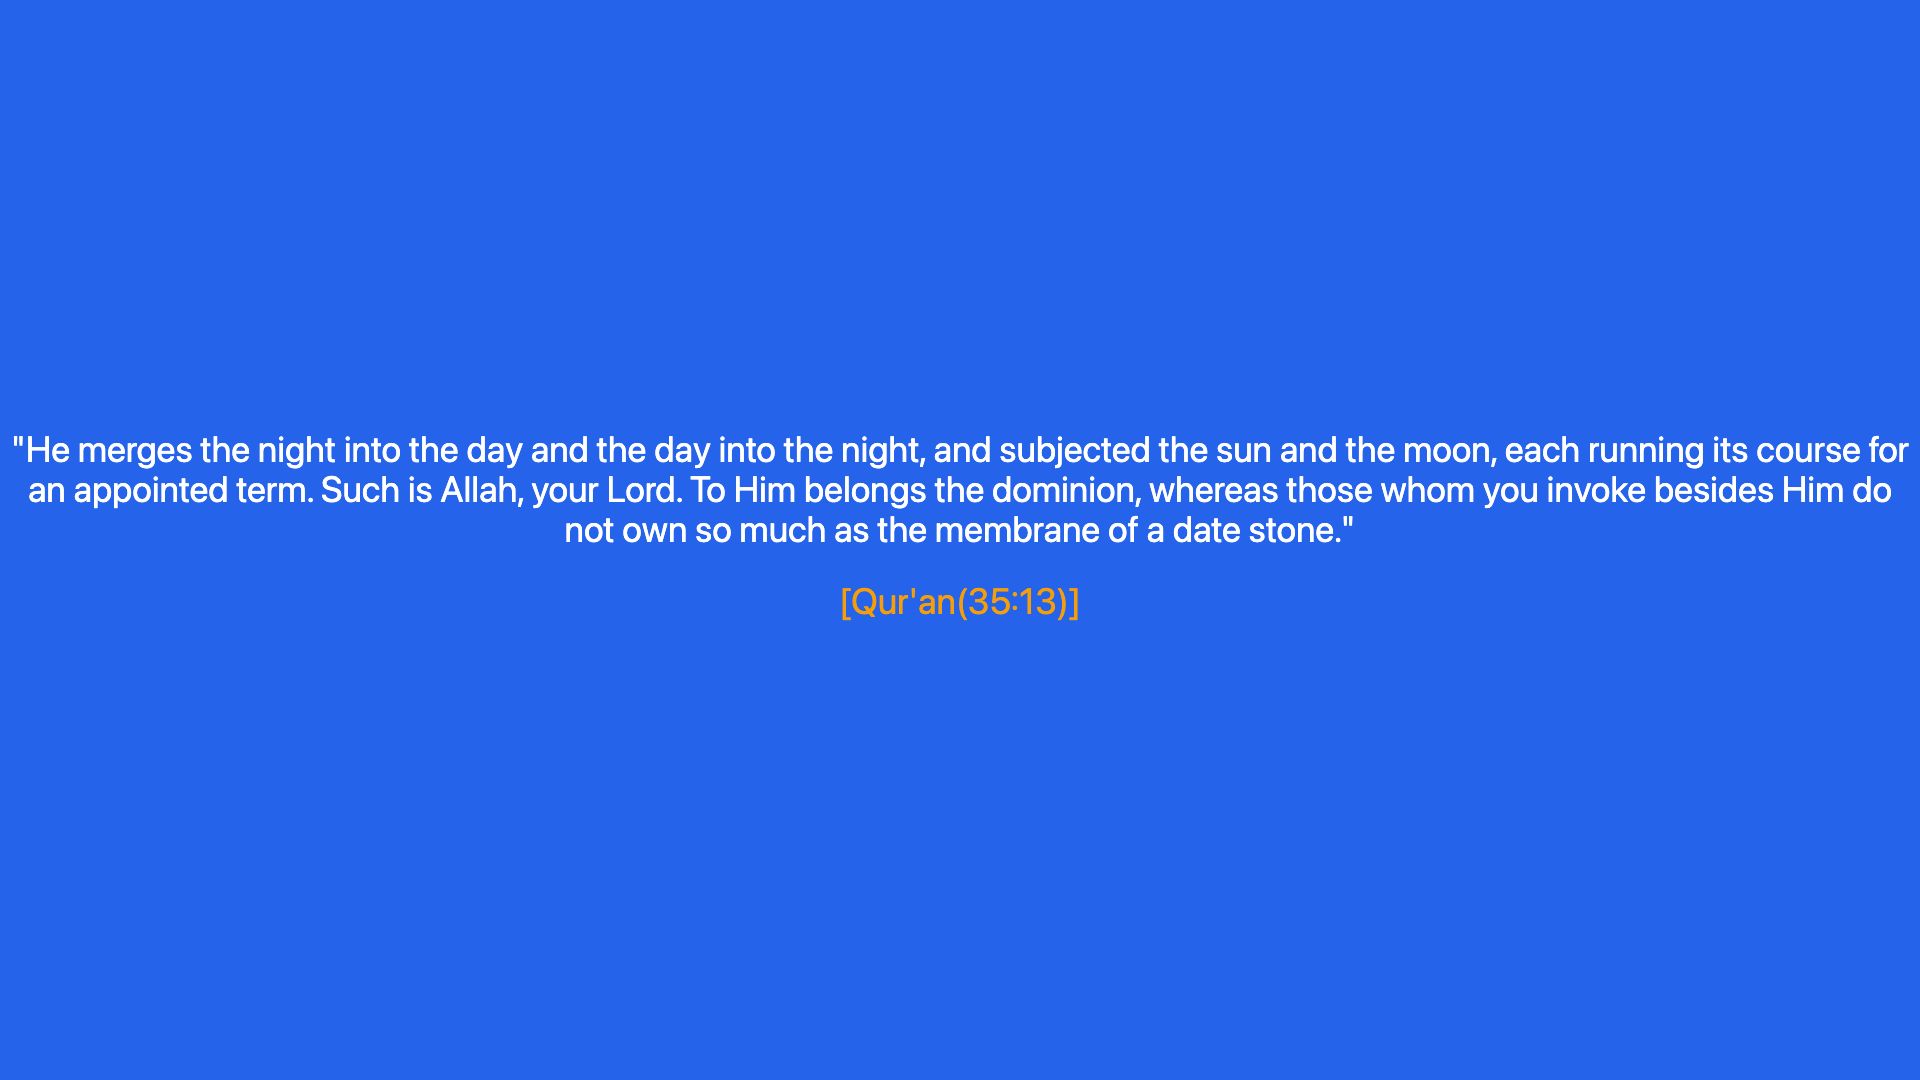 "He merges the night into the day and the day into the night, and subjected the sun and the moon, each running its course for
an appointed term. Such is Allah, your Lord. To Him belongs the dominion, whereas those whom you invoke besides Him do
not own so much as the membrane of a date stone."
[Qur'an(35:13)]